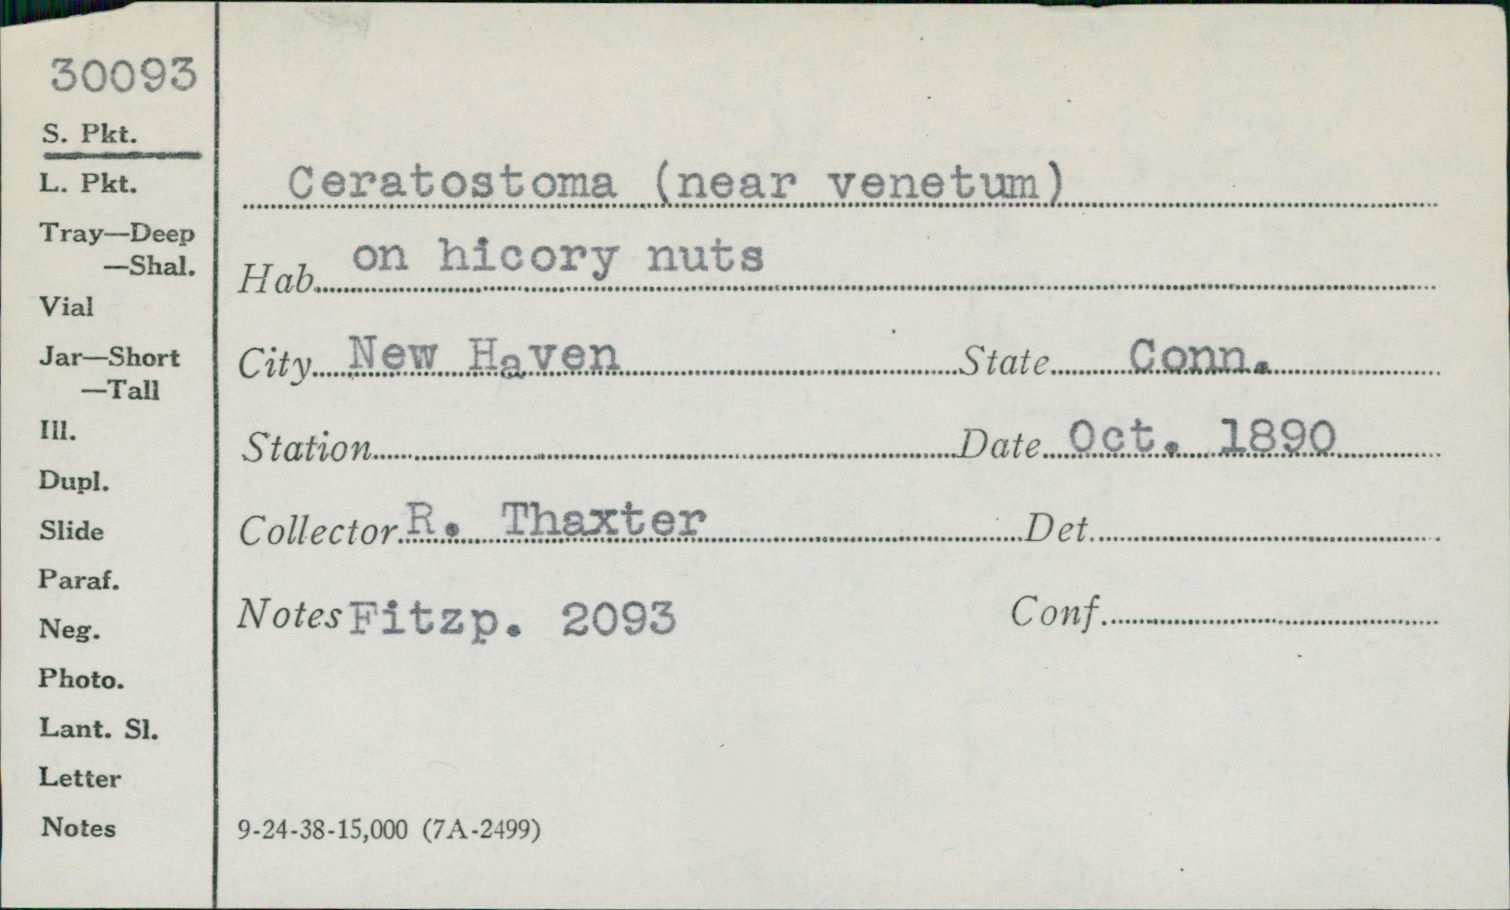 30093
S. Pkt.
L. Pkt.
Tray—Deep
—Shal.
Vial
Jar—Short
—Tall
Ill.
Dupl.
Slide
Paraf.
Neg.
Photo.
Lant. Sl.
Letter
Notes
Ceratostoma (near venetum)
Hab. on hicory nuts
City New Haven State Conn.
Station Date Oct. 1890
Collector R. Thaxter Det.
Notes Fitzp. 2093 Conf.
9-24-38-15,000 (7A-2499)